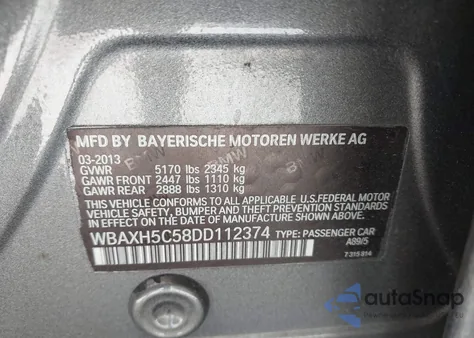 MFD BY BAYERISCHE MOTOREN WERKE AG
03-2013
GVWR 5170 lbs 2345 kg
GAWR FRONT 2447 lbs 1110 kg
GAWR REAR 2888 lbs 1310 kg
THIS VEHICLE CONFORMS TO ALL APPLICABLE U.S. FEDERAL MOTOR
VEHICLE SAFETY, BUMPER, AND THEFT PREVENTION STANDARDS
IN EFFECT ON THE DATE OF MANUFACTURE SHOWN ABOVE.
WBAXH5C58DD112374 TYPE: PASSENGER CAR
A89/5
7 315 814
autaSnap